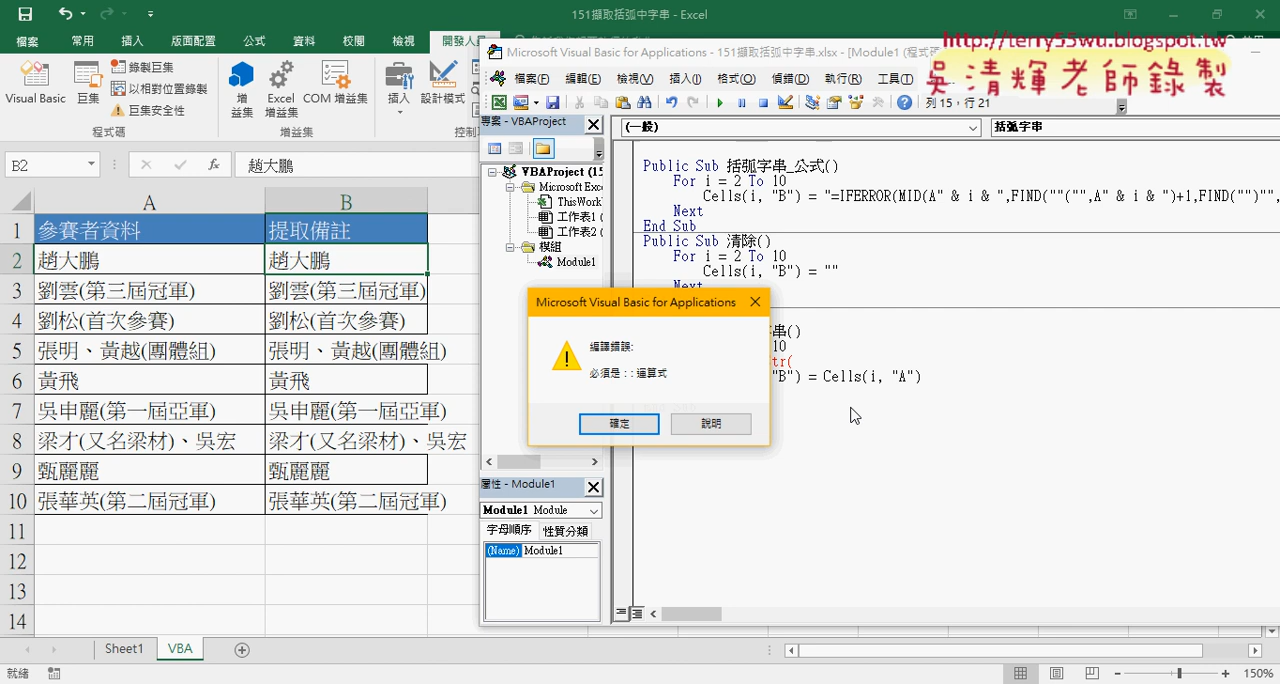 151擷取括弧中字串 - Excel
檔案 常用 插入 版面配置 公式 資料 校閱 檢視 開發人
http://terry55wu.blogspot.tw
吳清輝老師錄製
Visual Basic 巨集 錄製巨集 以相對位置錄製 巨集安全性 程式碼
增益集 Excel 增益集 COM 增益集 增益集
插入 設計模式
B2 fx 趙大鵬
A B
1 參賽者資料 提取備註
2 趙大鵬 趙大鵬
3 劉雲(第三屆冠軍) 劉雲(第三屆冠軍)
4 劉松(首次參賽) 劉松(首次參賽)
5 張明、黃越(團體組) 張明、黃越(團體組)
6 黃飛 黃飛
7 吳申麗(第一屆亞軍) 吳申麗(第一屆亞軍)
8 梁才(又名梁材)、吳宏 梁才(又名梁材)、吳宏
9 甄麗麗 甄麗麗
10 張華英(第二屆冠軍) 張華英(第二屆冠軍)
11
12
13
14
Sheet1 VBA
就緒
150%
Microsoft Visual Basic for Applications - 151擷取括弧中字串.xlsx - [Module1 (程式碼
檔案(F) 編輯(E) 檢視(V) 插入(I) 格式(O) 偵錯(D) 執行(R) 工具(T)
列 15，行 21
專案 - VBAProject
VBAProject (15
Microsoft Exc
ThisWork
工作表1
工作表2 (
模組
Module1
屬性 - Module1
Module1 Module
字母順序 性質分類
(Name) Module1
(一般) 括弧字串
Public Sub 括弧字串_公式()
For i = 2 To 10
Cells(i, "B") = "=IFERROR(MID(A" & i & ",FIND(""("",A" & i & ")+1,FIND("")"",
Next
End Sub
Public Sub 清除()
For i = 2 To 10
Cells(i, "B") = ""
Next
串()
10
tr(
"B") = Cells(i, "A")
Microsoft Visual Basic for Applications
編譯錯誤:
必須是: : 運算式
確定 說明